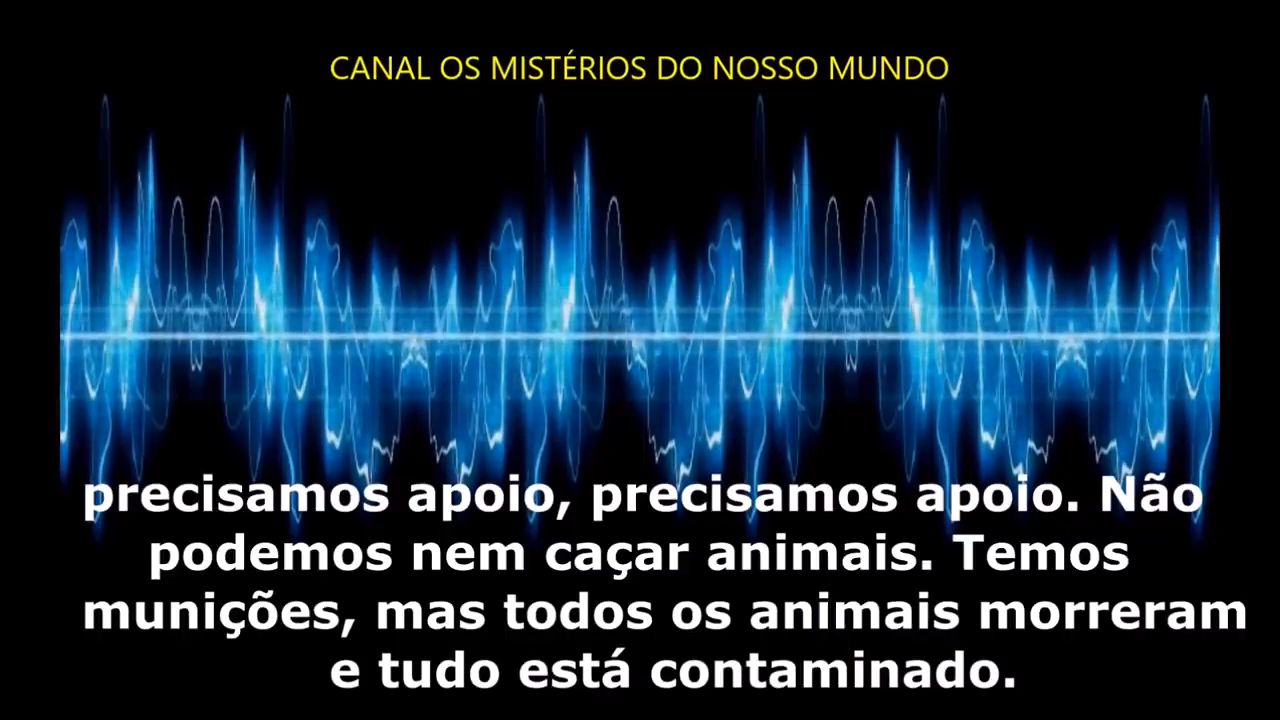 CANAL OS MISTÉRIOS DO NOSSO MUNDO
precisamos apoio, precisamos apoio. Não
podemos nem caçar animais. Temos
munições, mas todos os animais morreram
e tudo está contaminado.